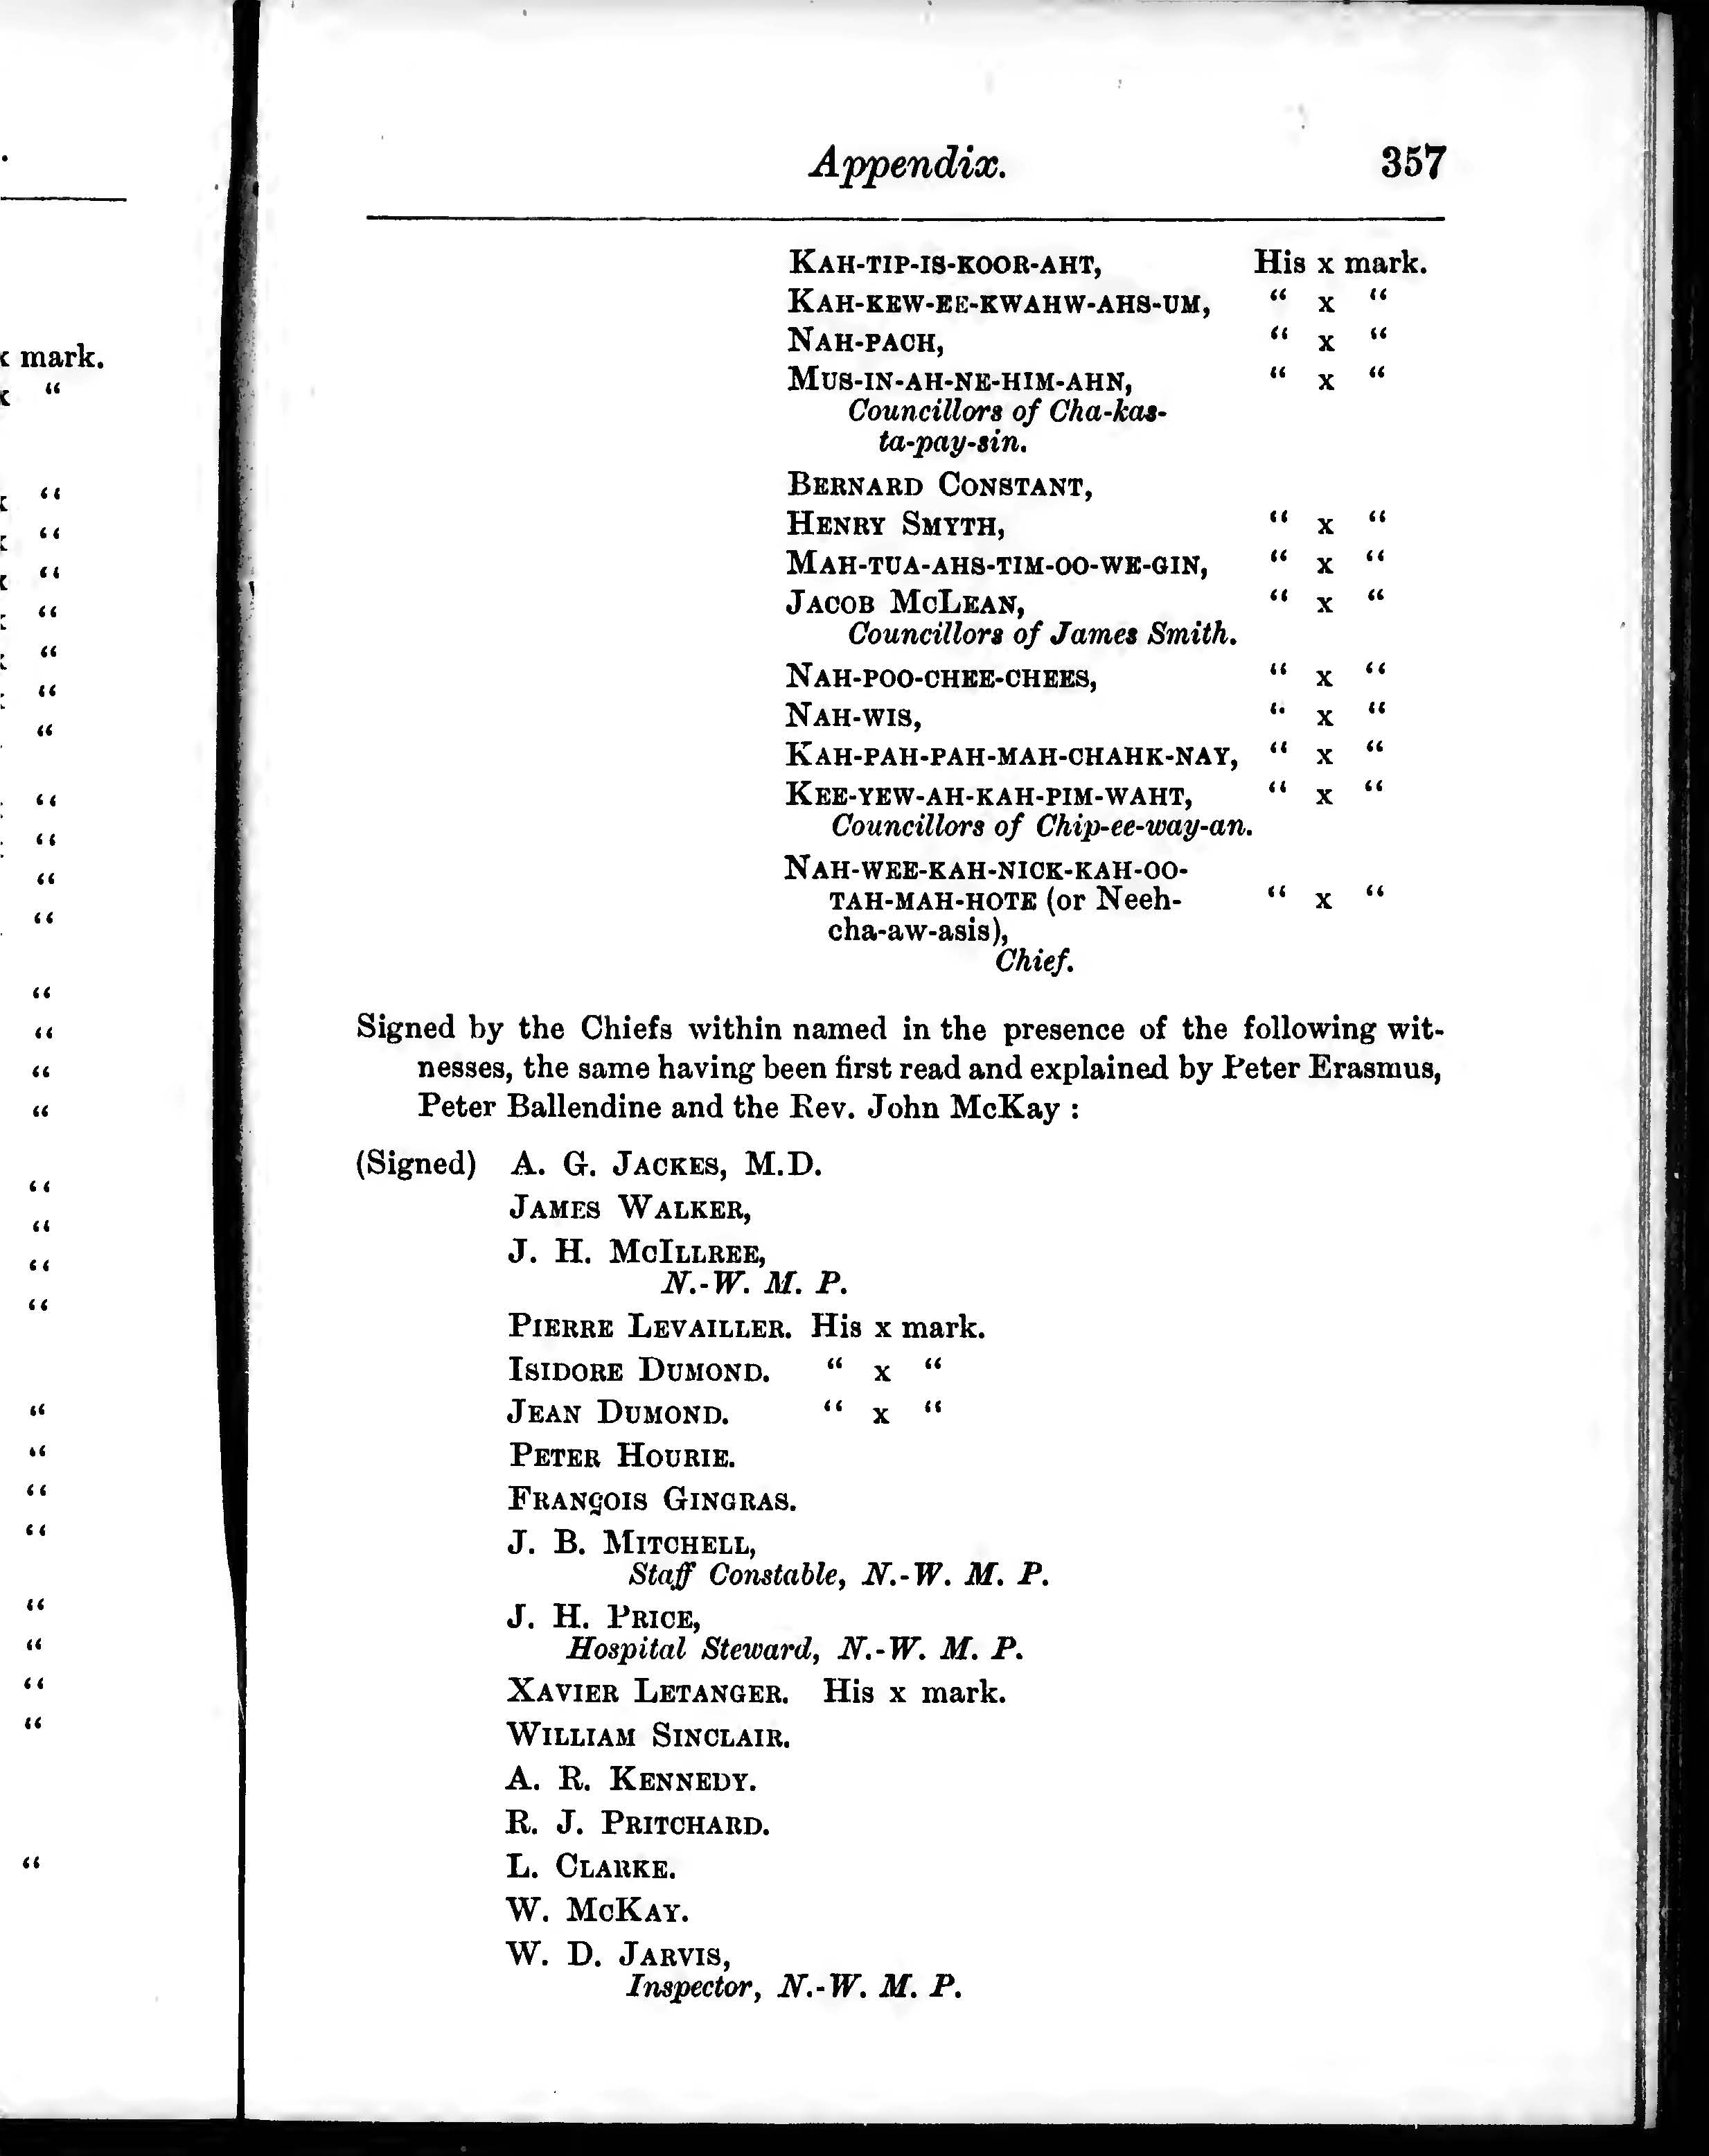 Appendix. 357
KAH-TIP-IS-KOOR-AHT, His x mark.
KAH-KEW-EE-KWAHW-AHS-UM, “ x “
NAH-PACH, “ x “
MUS-IN-AH-NE-HIM-AHN, “ x “
Councillors of Cha-kas-
ta-pay-sin.
BERNARD CONSTANT,
HENRY SMYTH, “ x “
MAH-TUA-AHS-TIM-OO-WE-GIN, “ x “
JACOB MCLEAN, “ x “
Councillors of James Smith.
NAH-POO-CHEE-CHEES, “ x “
NAH-WIS, “ x “
KAH-PAH-PAH-MAH-CHAHK-NAY, “ x “
KEE-YEW-AH-KAH-PIM-WAHT, “ x “
Councillors of Chip-ee-way-an.
NAH-WEE-KAH-NICK-KAH-OO-
TAH-MAH-HOTE (or Neeh- “ x “
cha-aw-asis),
Chief.
Signed by the Chiefs within named in the presence of the following wit-
nesses, the same having been first read and explained by Peter Erasmus,
Peter Ballendine and the Rev. John McKay :
(Signed) A. G. JACKES, M.D.
JAMES WALKER,
J. H. MCILLREE,
N.-W. M. P.
PIERRE LEVAILLER. His x mark.
ISIDORE DUMOND. “ x “
JEAN DUMOND. “ x “
PETER HOURIE.
FRANÇOIS GINGRAS.
J. B. MITCHELL,
Staff Constable, N.-W. M. P.
J. H. PRICE,
Hospital Steward, N.-W. M. P.
XAVIER LETANGER. His x mark.
WILLIAM SINCLAIR.
A. R. KENNEDY.
R. J. PRITCHARD.
L. CLARKE.
W. MCKAY.
W. D. JARVIS,
Inspector, N.-W. M. P.